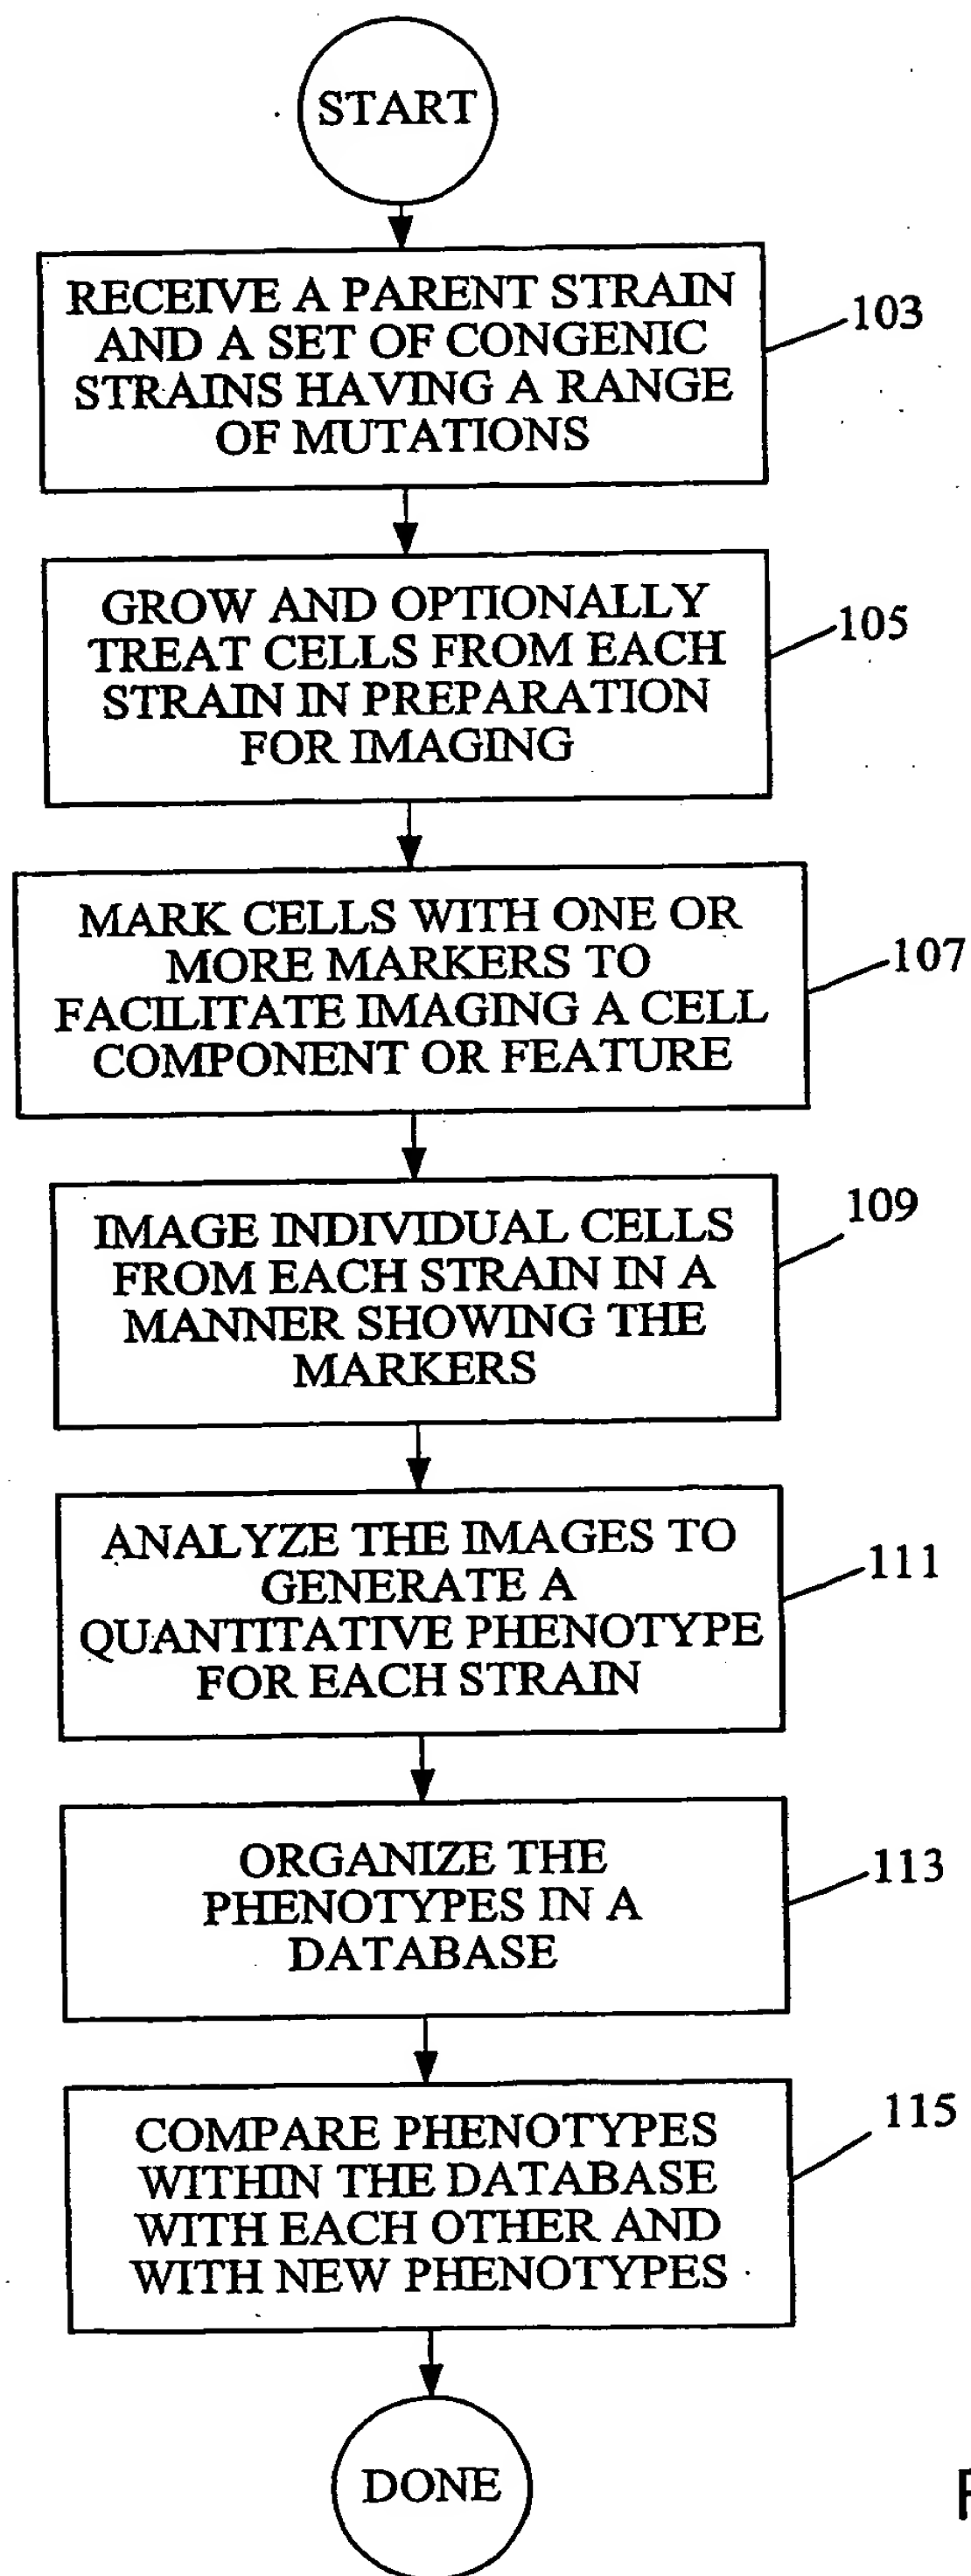 START
RECEIVE A PARENT STRAIN
AND A SET OF CONGENIC
STRAINS HAVING A RANGE
OF MUTATIONS
103
GROW AND OPTIONALLY
TREAT CELLS FROM EACH
STRAIN IN PREPARATION
FOR IMAGING
105
MARK CELLS WITH ONE OR
MORE MARKERS TO
FACILITATE IMAGING A CELL
COMPONENT OR FEATURE
107
IMAGE INDIVIDUAL CELLS
FROM EACH STRAIN IN A
MANNER SHOWING THE
MARKERS
109
ANALYZE THE IMAGES TO
GENERATE A
QUANTITATIVE PHENOTYPE
FOR EACH STRAIN
111
ORGANIZE THE
PHENOTYPES IN A
DATABASE
113
COMPARE PHENOTYPES
WITHIN THE DATABASE
WITH EACH OTHER AND
WITH NEW PHENOTYPES
115
DONE